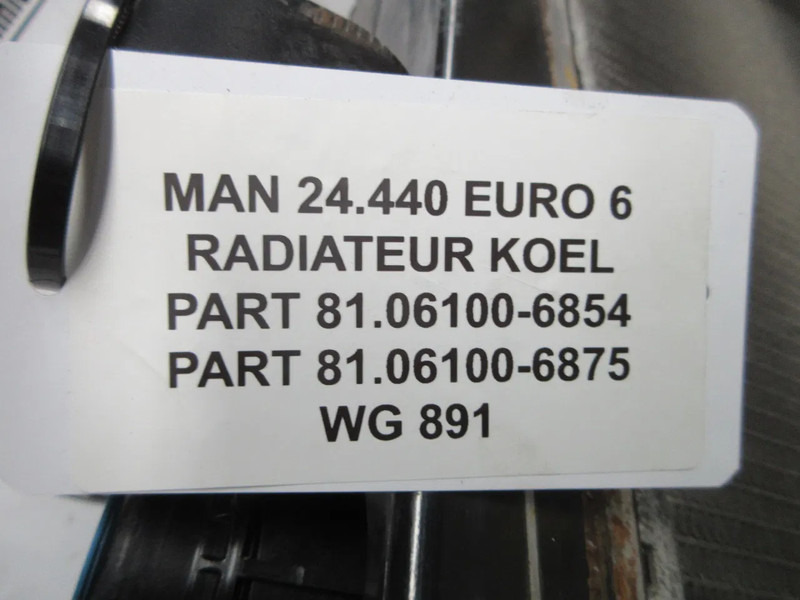 MAN 24.440 EURO 6
RADIATEUR KOEL
PART 81.06100-6854
PART 81.06100-6875
WG 891